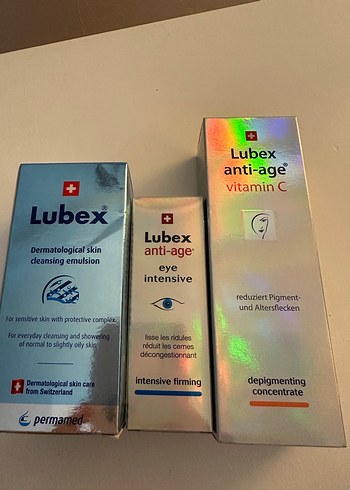 Lubex®
Dermatological skin
cleansing emulsion
For sensitive skin with protective complex.
For everyday cleansing and showering
of normal to slightly oily skin
Dermatological skin care
from Switzerland
permamed
Lubex
anti-age®
eye
intensive
lisse les ridules
réduit les cernes
décongestionnant
intensive firming
Lubex
anti-age®
vitamin C
reduziert Pigment-
und Altersflecken
depigmenting
concentrate